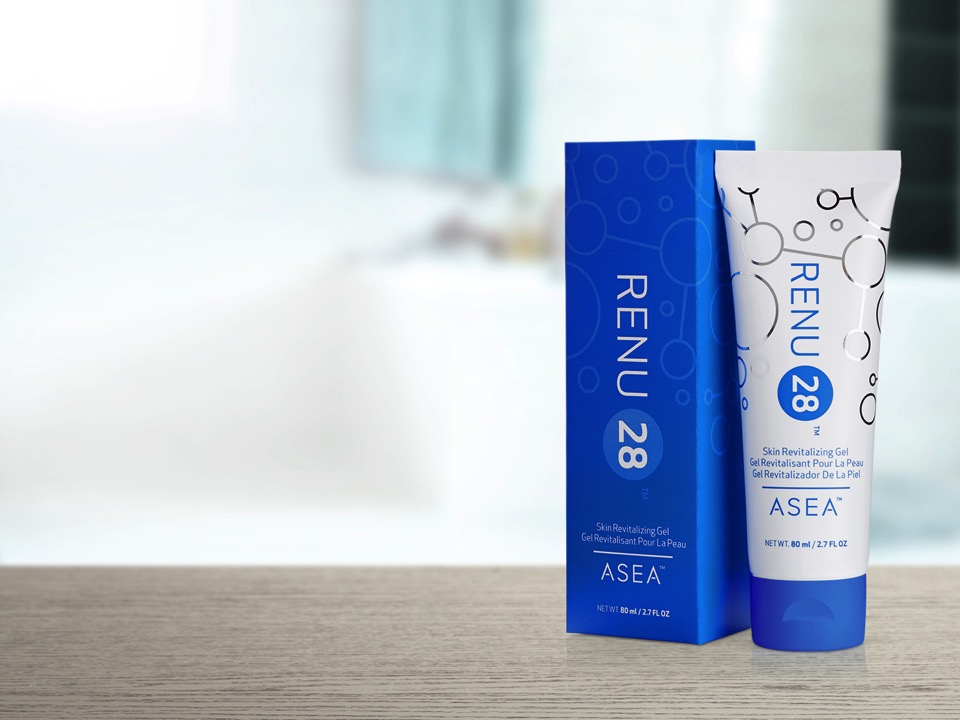 RENU 28™
Skin Revitalizing Gel
Gel Revitalisant Pour La Peau
ASEA™
NET WT. 80 ml / 2.7 FL OZ
RENU 28™
Skin Revitalizing Gel
Gel Revitalisant Pour La Peau
Gel Revitalizador De La Piel
ASEA™
NET WT. 80 ml / 2.7 FL OZ